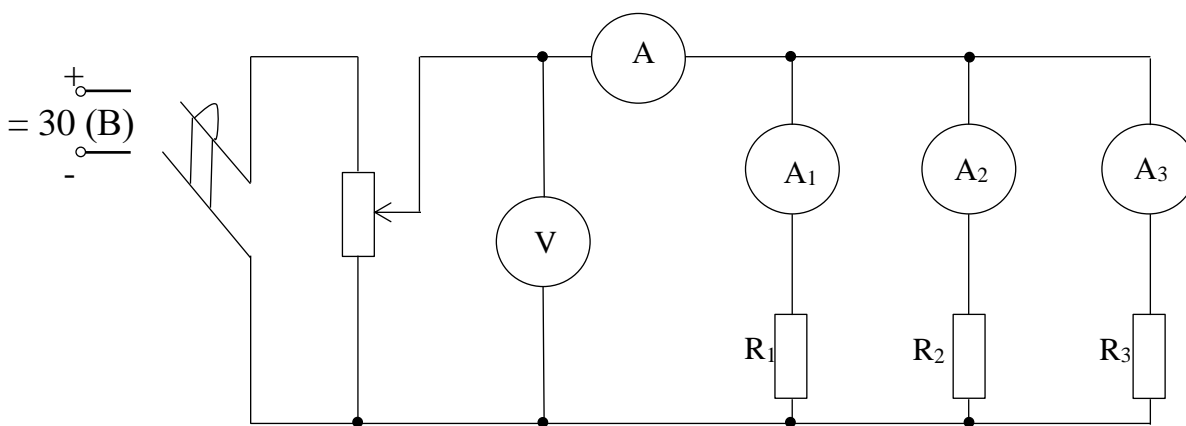 +
= 30 (В)
-
A
V
A₁
A₂
A₃
R₁
R₂
R₃